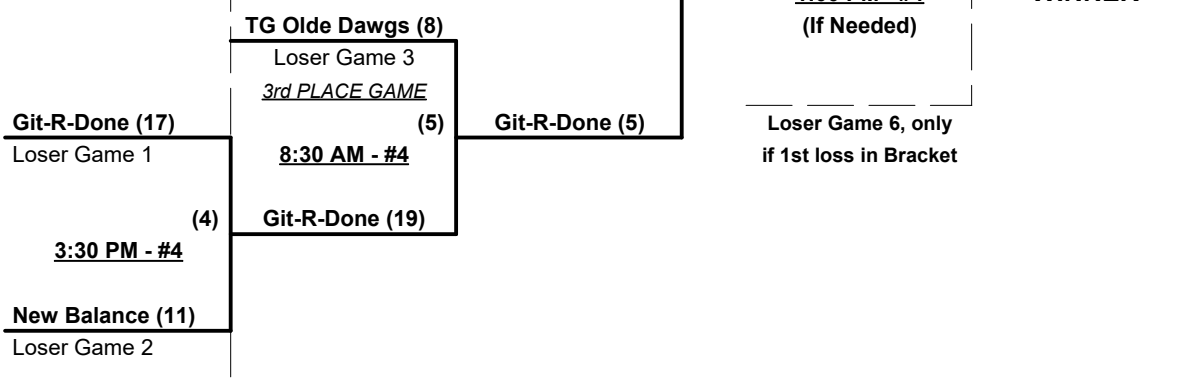 TG Olde Dawgs (8)
(If Needed)
Loser Game 3
3rd PLACE GAME
Git-R-Done (17)
(5)
Git-R-Done (5)
Loser Game 6, only
Loser Game 1
8:30 AM - #4
if 1st loss in Bracket
(4)
Git-R-Done (19)
3:30 PM - #4
New Balance (11)
Loser Game 2